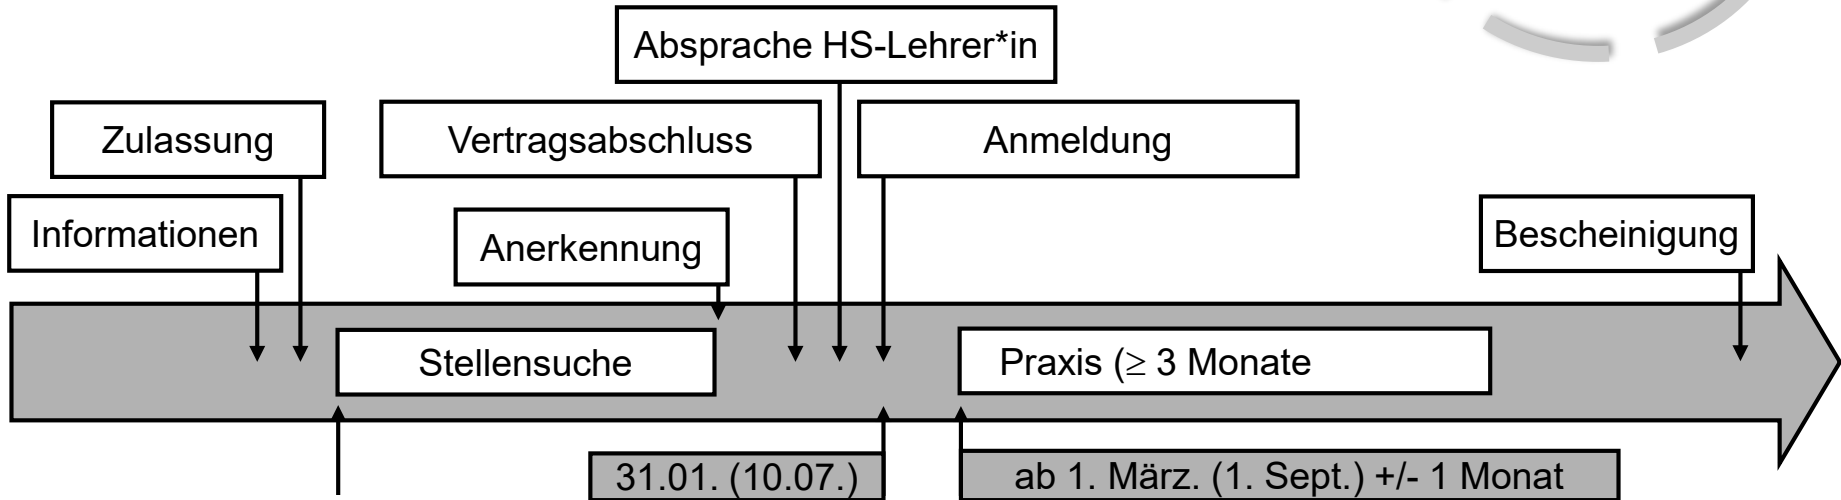 Absprache HS-Lehrer*in
Zulassung
Vertragsabschluss
Anmeldung
Informationen
Anerkennung
Bescheinigung
Stellensuche
Praxis (≥ 3 Monate
31.01. (10.07.)
ab 1. März. (1. Sept.) +/- 1 Monat